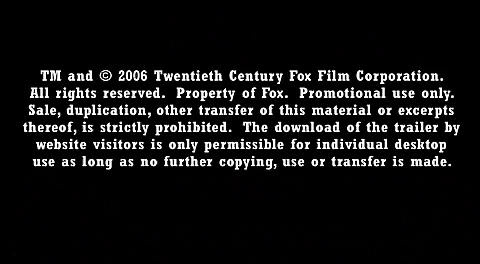 TM and © 2006 Twentieth Century Fox Film Corporation.
All rights reserved.  Property of Fox.  Promotional use only.
Sale, duplication, other transfer of this material or excerpts
thereof, is strictly prohibited.  The download of the trailer by
website visitors is only permissible for individual desktop
use as long as no further copying, use or transfer is made.